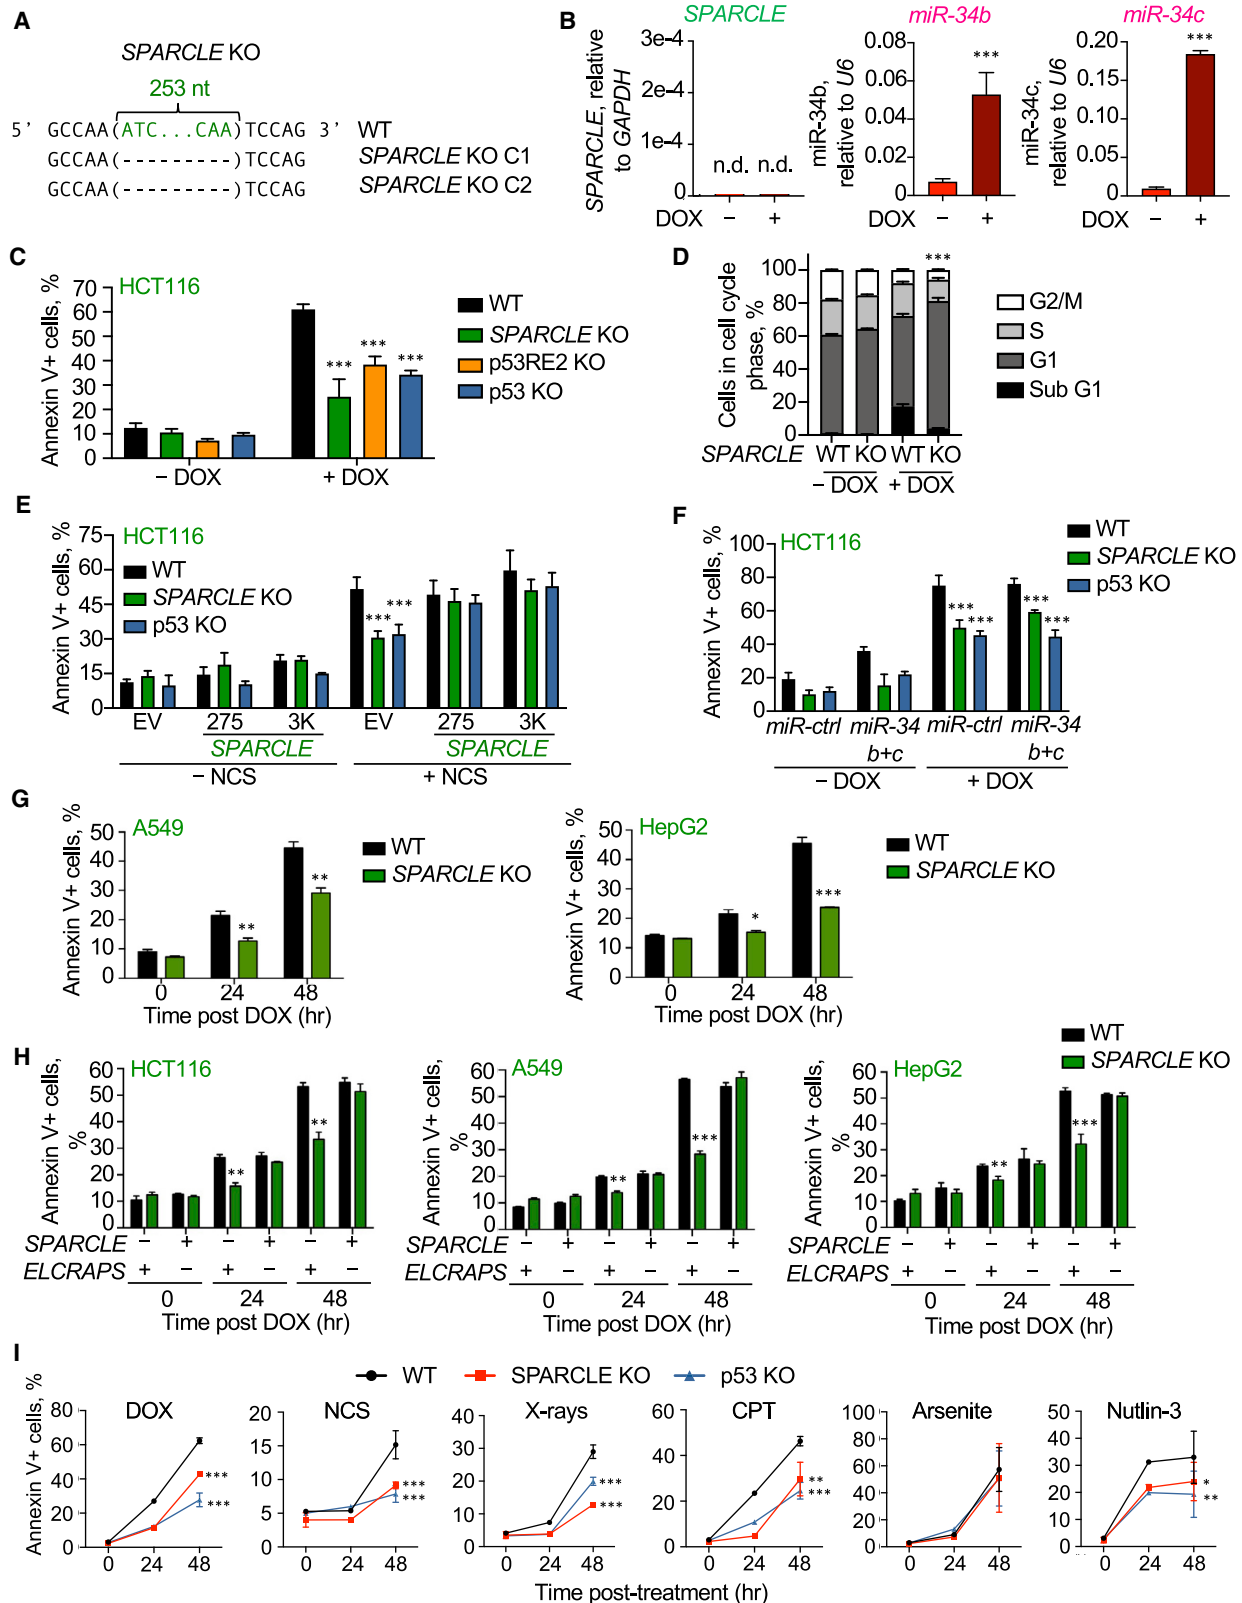 A
SPARCLE KO
253 nt
5’ GCCAA(ATC...CAA)TCCAG 3’ WT
GCCAA(----------)TCCAG SPARCLE KO C1
GCCAA(----------)TCCAG SPARCLE KO C2
B
SPARCLE
SPARCLE, relative to GAPDH
3e-4
2e-4
1e-4
0
n.d. n.d.
DOX – +
miR-34b
miR-34b, relative to U6
0.08
0.06
0.04
0.02
0
***
DOX – +
miR-34c
miR-34c, relative to U6
0.20
0.15
0.10
0.05
0
***
DOX – +
C
HCT116
Annexin V+ cells, %
70
60
50
40
30
20
10
0
*** *** ***
– DOX + DOX
WT
SPARCLE KO
p53RE2 KO
p53 KO
D
Cells in cell cycle phase, %
100
80
60
40
20
0
***
SPARCLE WT KO WT KO
– DOX + DOX
G2/M
S
G1
Sub G1
E
HCT116
Annexin V+ cells, %
75
60
45
30
15
0
WT
SPARCLE KO
p53 KO
*** ***
EV 275 3K EV 275 3K
SPARCLE SPARCLE
– NCS + NCS
F
HCT116
Annexin V+ cells, %
100
80
60
40
20
0
WT
SPARCLE KO
p53 KO
*** *** *** ***
miR-ctrl miR-34 b+c miR-ctrl miR-34 b+c
– DOX + DOX
G
A549
Annexin V+ cells, %
50
40
30
20
10
0
** **
0 24 48
Time post DOX (hr)
WT
SPARCLE KO
HepG2
Annexin V+ cells, %
50
40
30
20
10
0
* ***
0 24 48
Time post DOX (hr)
WT
SPARCLE KO
H
WT
SPARCLE KO
HCT116
Annexin V+ cells, %
60
50
40
30
20
10
0
** **
SPARCLE – + – + – +
ELCRAPS + – + – + –
0 24 48
Time post DOX (hr)
A549
Annexin V+ cells, %
60
50
40
30
20
10
0
** ***
SPARCLE – + – + – +
ELCRAPS + – + – + –
0 24 48
Time post DOX (hr)
HepG2
Annexin V+ cells, %
60
50
40
30
20
10
0
** ***
SPARCLE – + – + – +
ELCRAPS + – + – + –
0 24 48
Time post DOX (hr)
I
WT SPARCLE KO p53 KO
Annexin V+ cells, %
DOX
80
60
40
20
0
***
***
0 24 48
NCS
20
15
10
5
0
***
***
0 24 48
X-rays
40
30
20
10
0
***
***
0 24 48
CPT
60
40
20
0
**
***
0 24 48
Arsenite
100
80
60
40
20
0
0 24 48
Nutlin-3
50
40
30
20
10
0
*
**
0 24 48
Time post-treatment (hr)